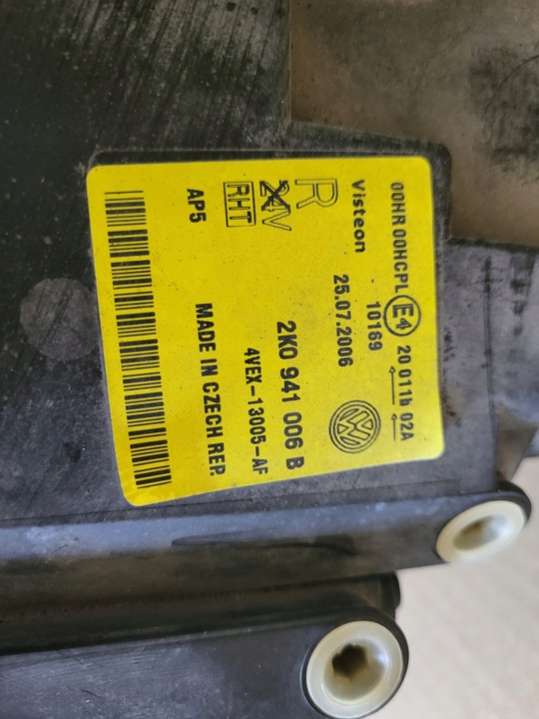 00HR 00HCPL E4 20 011b 02A
10169
Visteon 25.07.2006
R
24V 2K0 941 006 B
RHT 4VEX-13005-AF
AP5 MADE IN CZECH REP.